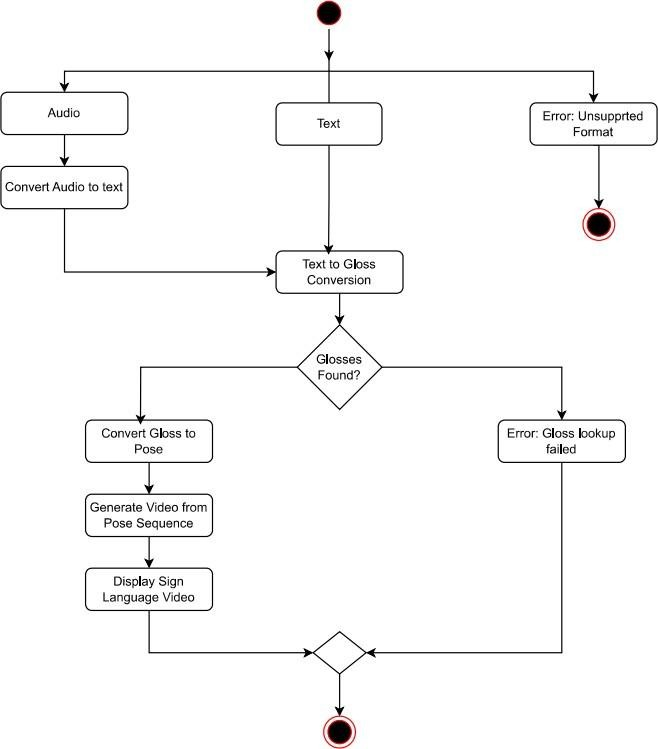 Audio
Text
Error: Unsupprted
Format
Convert Audio to text
Text to Gloss
Conversion
Glosses
Found?
Convert Gloss to
Pose
Error: Gloss lookup
failed
Generate Video from
Pose Sequence
Display Sign
Language Video